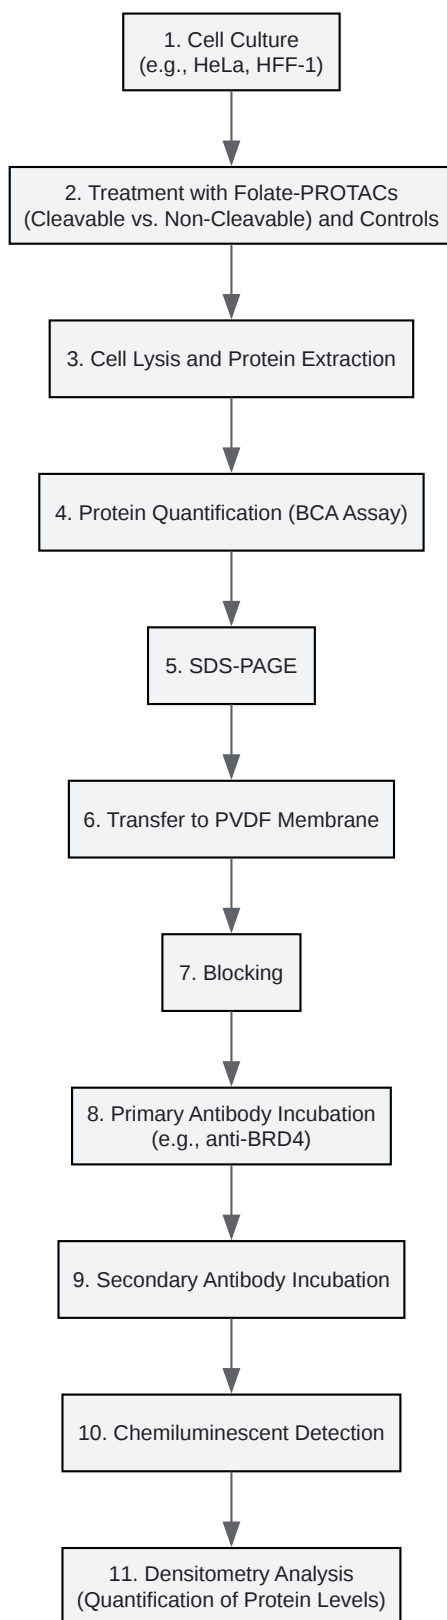 1. Cell Culture
(e.g., HeLa, HFF-1)
2. Treatment with Folate-PROTACs
(Cleavable vs. Non-Cleavable) and Controls
3. Cell Lysis and Protein Extraction
4. Protein Quantification (BCA Assay)
5. SDS-PAGE
6. Transfer to PVDF Membrane
7. Blocking
8. Primary Antibody Incubation
(e.g., anti-BRD4)
9. Secondary Antibody Incubation
10. Chemiluminescent Detection
11. Densitometry Analysis
(Quantification of Protein Levels)